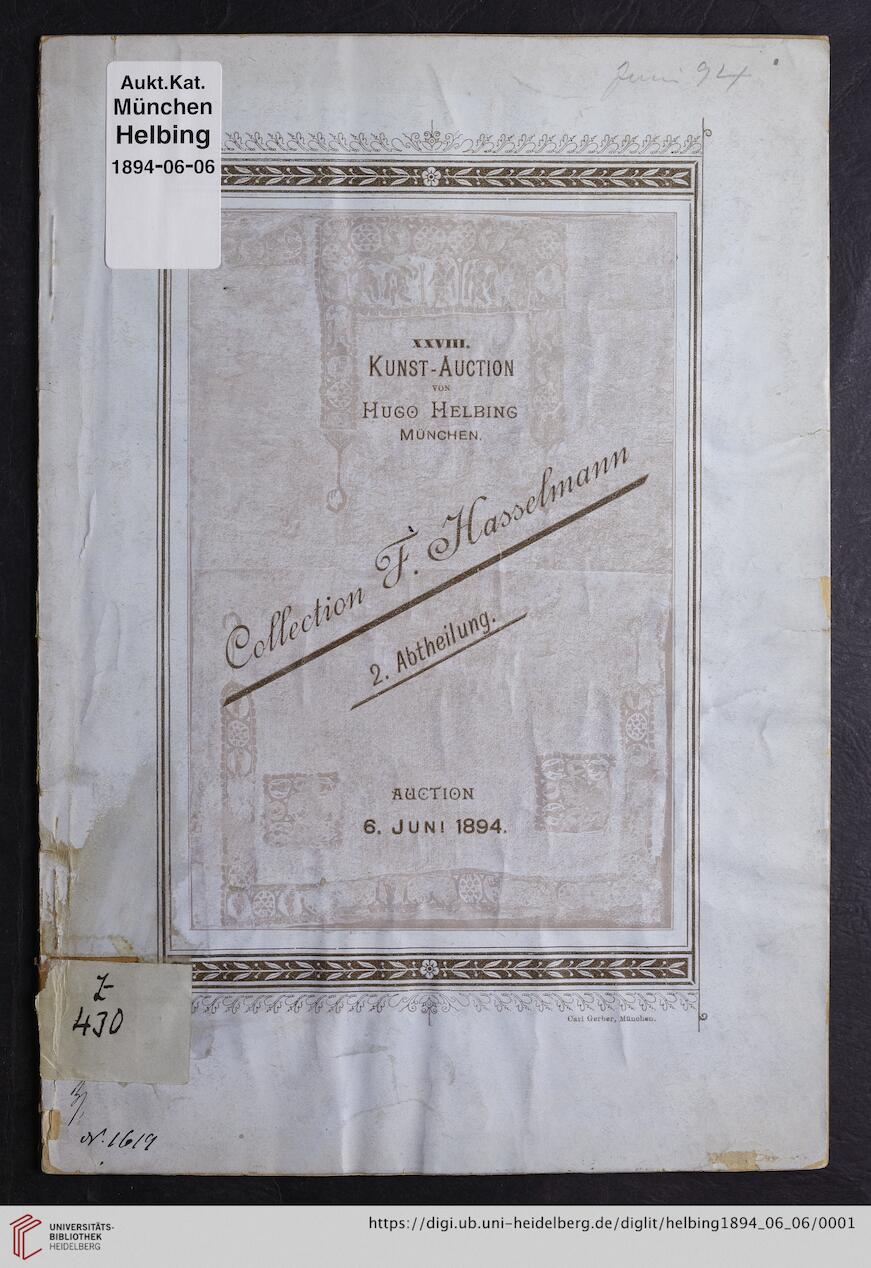 Aukt.Kat.
München
Helbing
1894-06-06
Juni 94
XXVIII.
KUNST-AUCTION
VON
HUGO HELBING
MÜNCHEN.
Collection F. Hasselmann
2. Abtheilung.
AUCTION
6. JUNI 1894.
Carl Gerber, München.
Z
430
N. 1619
UNIVERSITÄTS-
BIBLIOTHEK
HEIDELBERG
https://digi.ub.uni-heidelberg.de/diglit/helbing1894_06_06/0001